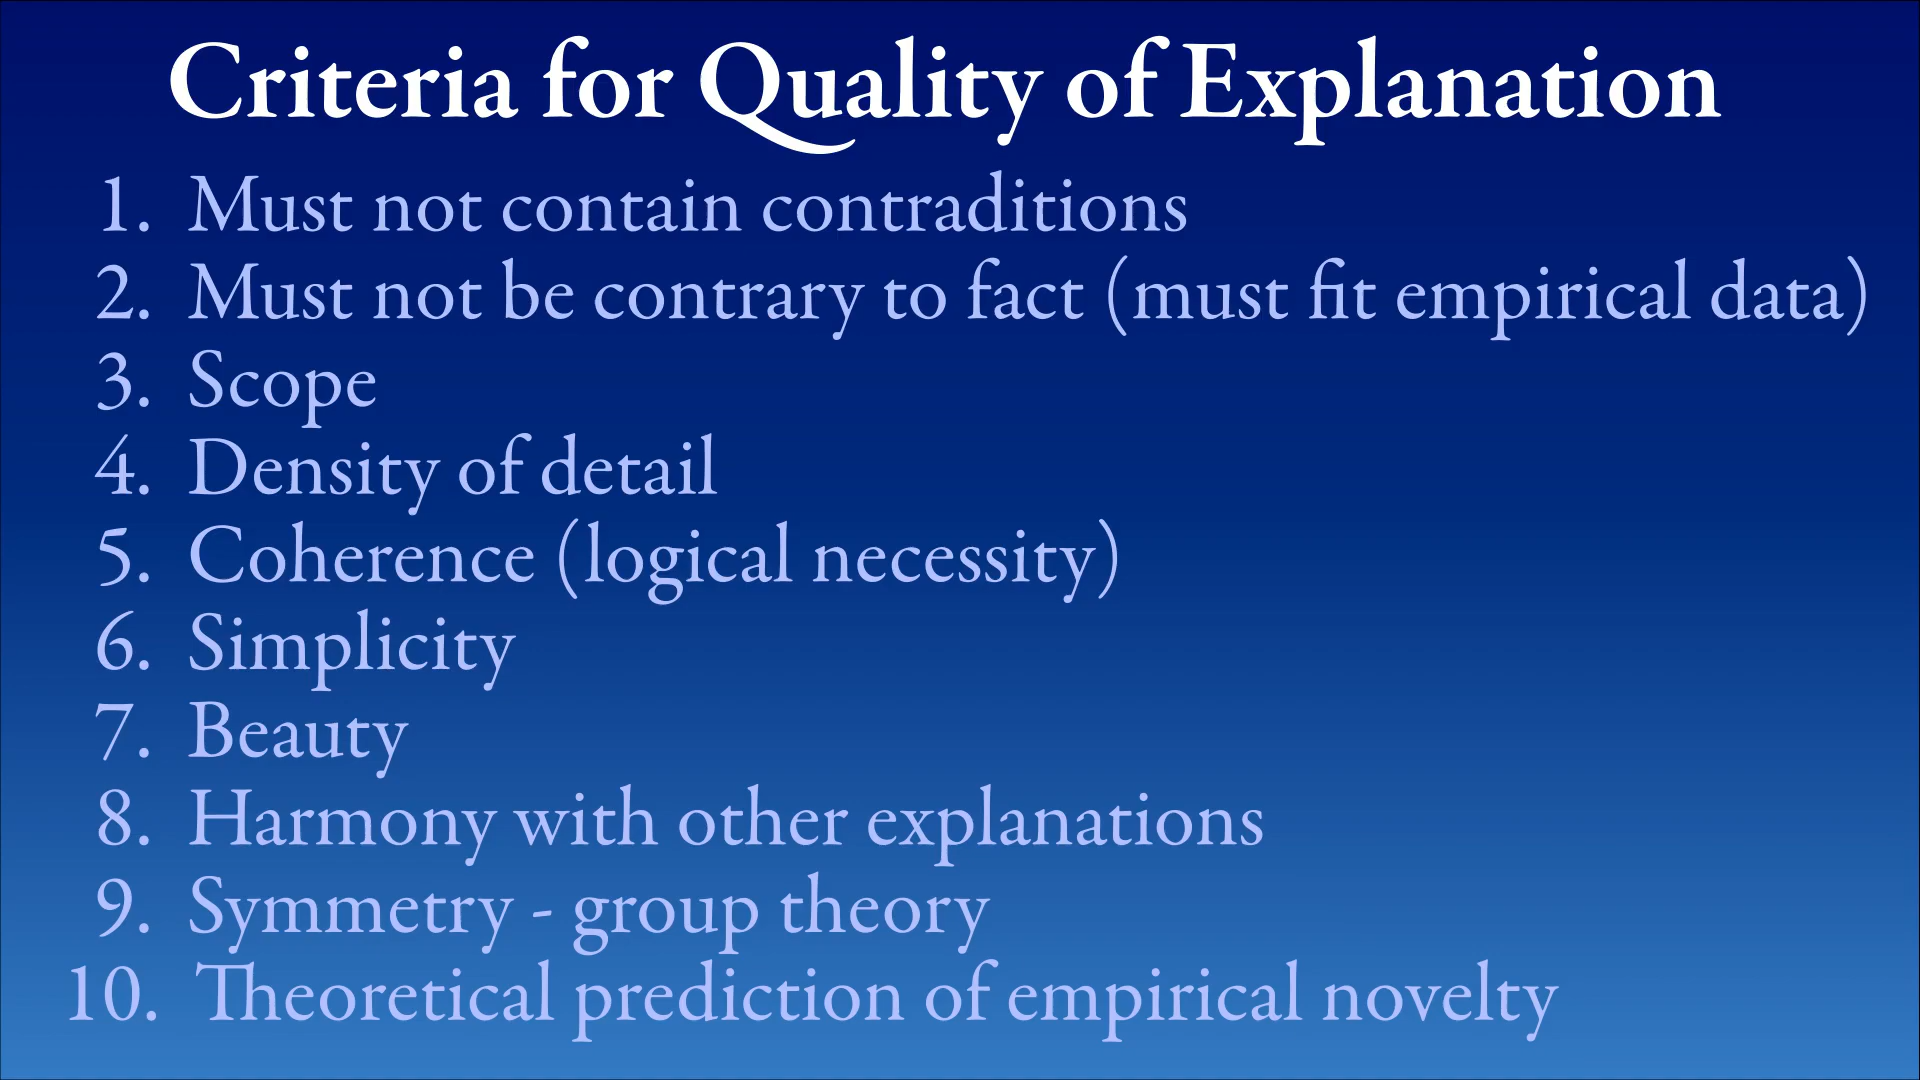 Criteria for Quality of Explanation
1. Must not contain contraditions
2. Must not be contrary to fact (must fit empirical data)
3. Scope
4. Density of detail
5. Coherence (logical necessity)
6. Simplicity
7. Beauty
8. Harmony with other explanations
9. Symmetry - group theory
10. Theoretical prediction of empirical novelty